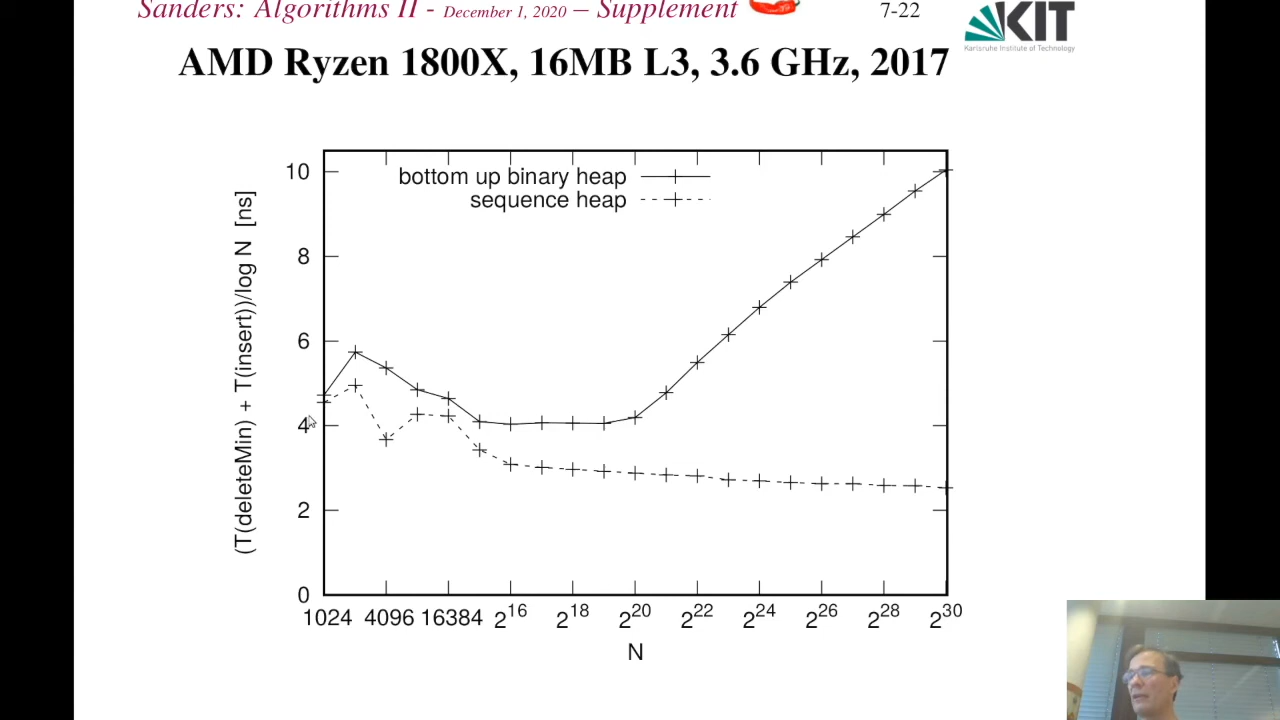 Sanders: Algorithms II - December 1, 2020 – Supplement
7-22
KIT
Karlsruhe Institute of Technology
AMD Ryzen 1800X, 16MB L3, 3.6 GHz, 2017
(T(deleteMin) + T(insert))/log N [ns]
bottom up binary heap
sequence heap
10
8
6
4
2
0
1024 4096 16384 2^16 2^18 2^20 2^22 2^24 2^26 2^28 2^30
N